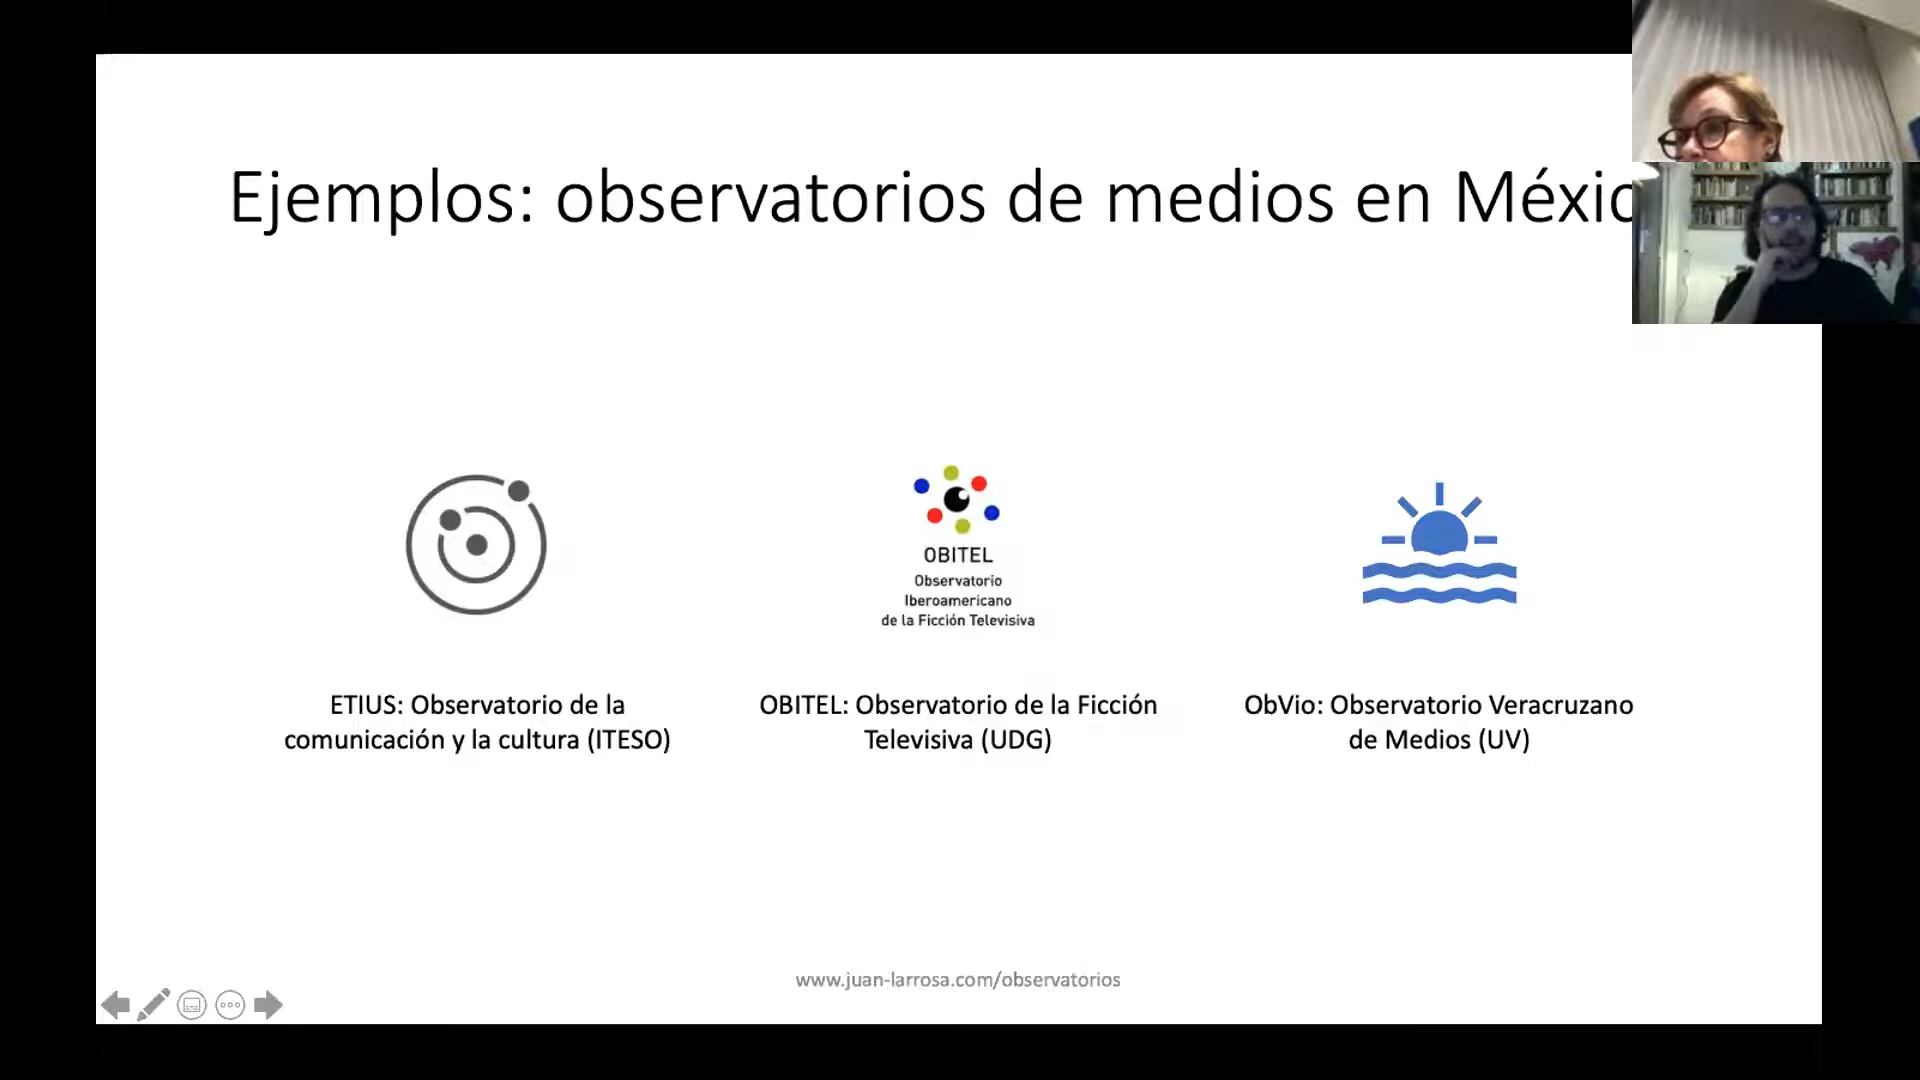 Ejemplos: observatorios de medios en Méxic
OBITEL
Observatorio
Iberoamericano
de la Ficción Televisiva
ETIUS: Observatorio de la
comunicación y la cultura (ITESO)
OBITEL: Observatorio de la Ficción
Televisiva (UDG)
ObVio: Observatorio Veracruzano
de Medios (UV)
www.juan-larrosa.com/observatorios